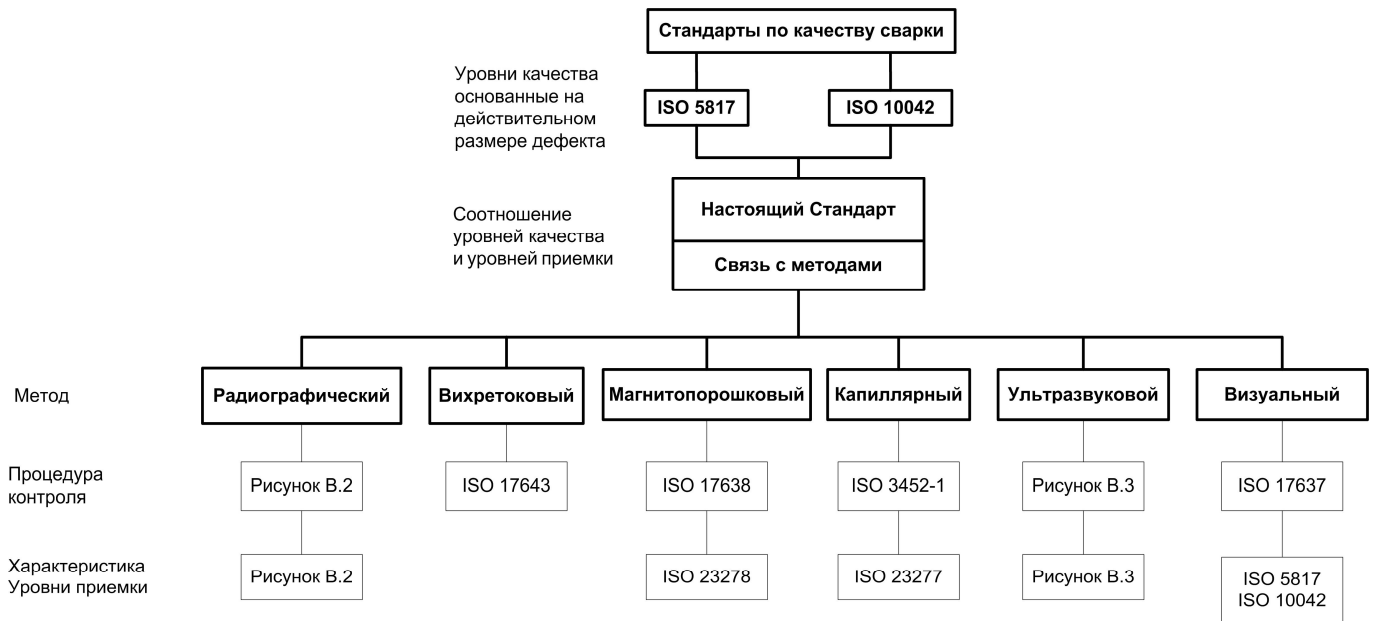 Стандарты по качеству сварки
Уровни качества
основанные на
действительном
размере дефекта
ISO 5817
ISO 10042
Соотношение
уровней качества
и уровней приемки
Настоящий Стандарт
Связь с методами
Метод
Радиографический
Вихретоковый
Магнитопорошковый
Капиллярный
Ультразвуковой
Визуальный
Процедура
контроля
Рисунок В.2
ISO 17643
ISO 17638
ISO 3452-1
Рисунок В.3
ISO 17637
Характеристика
Уровни приемки
Рисунок В.2
ISO 23278
ISO 23277
Рисунок В.3
ISO 5817
ISO 10042